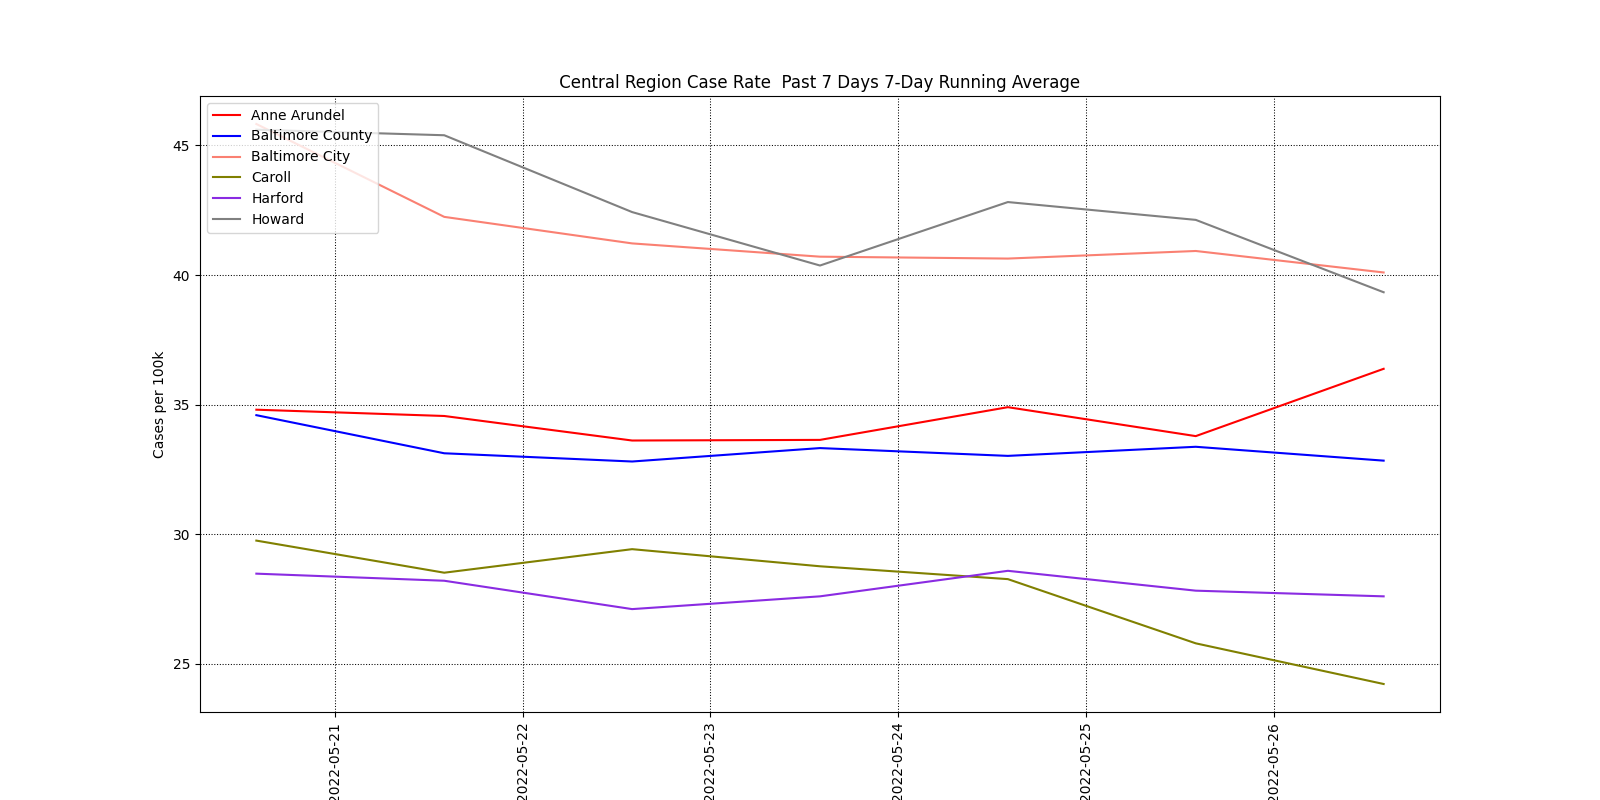 Central Region Case Rate  Past 7 Days 7-Day Running Average
Anne Arundel
Baltimore County
Baltimore City
Caroll
Harford
Howard
Cases per 100k
45
40
35
30
25
2022-05-21
2022-05-22
2022-05-23
2022-05-24
2022-05-25
2022-05-26